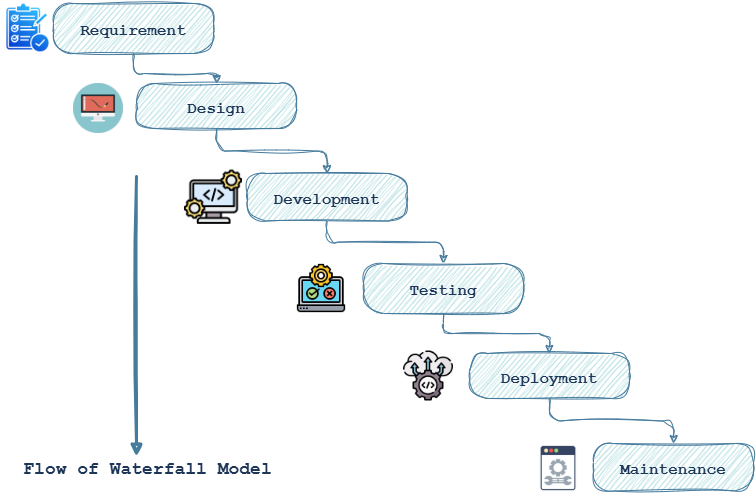 Requirement
Design
Development
Testing
Deployment
Maintenance
Flow of Waterfall Model